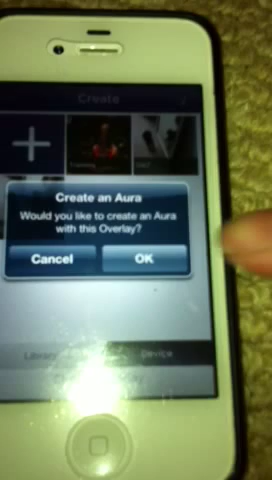 Create
Create an Aura
Would you like to create an Aura
with this Overlay?
Cancel
OK
Library
Device